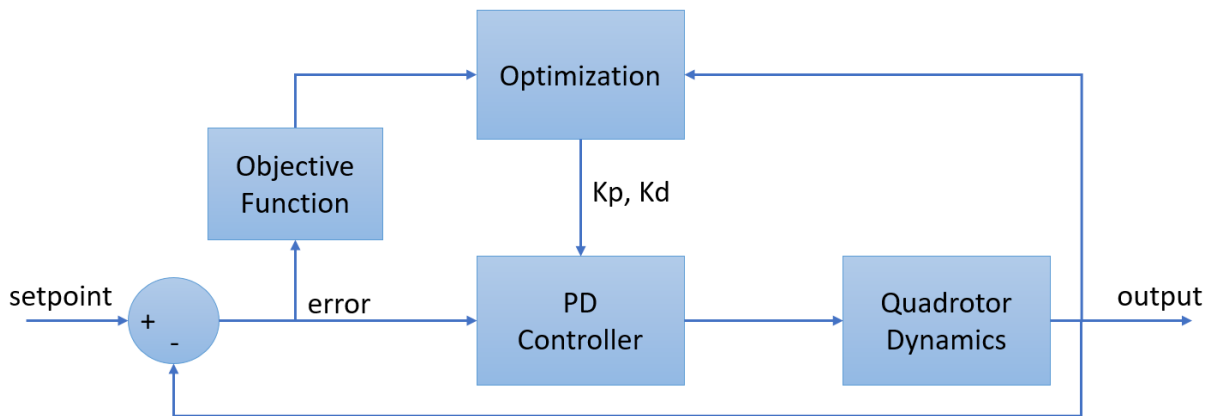 Optimization
Objective
Function
Kp, Kd
setpoint
+
-
error
PD
Controller
Quadrotor
Dynamics
output